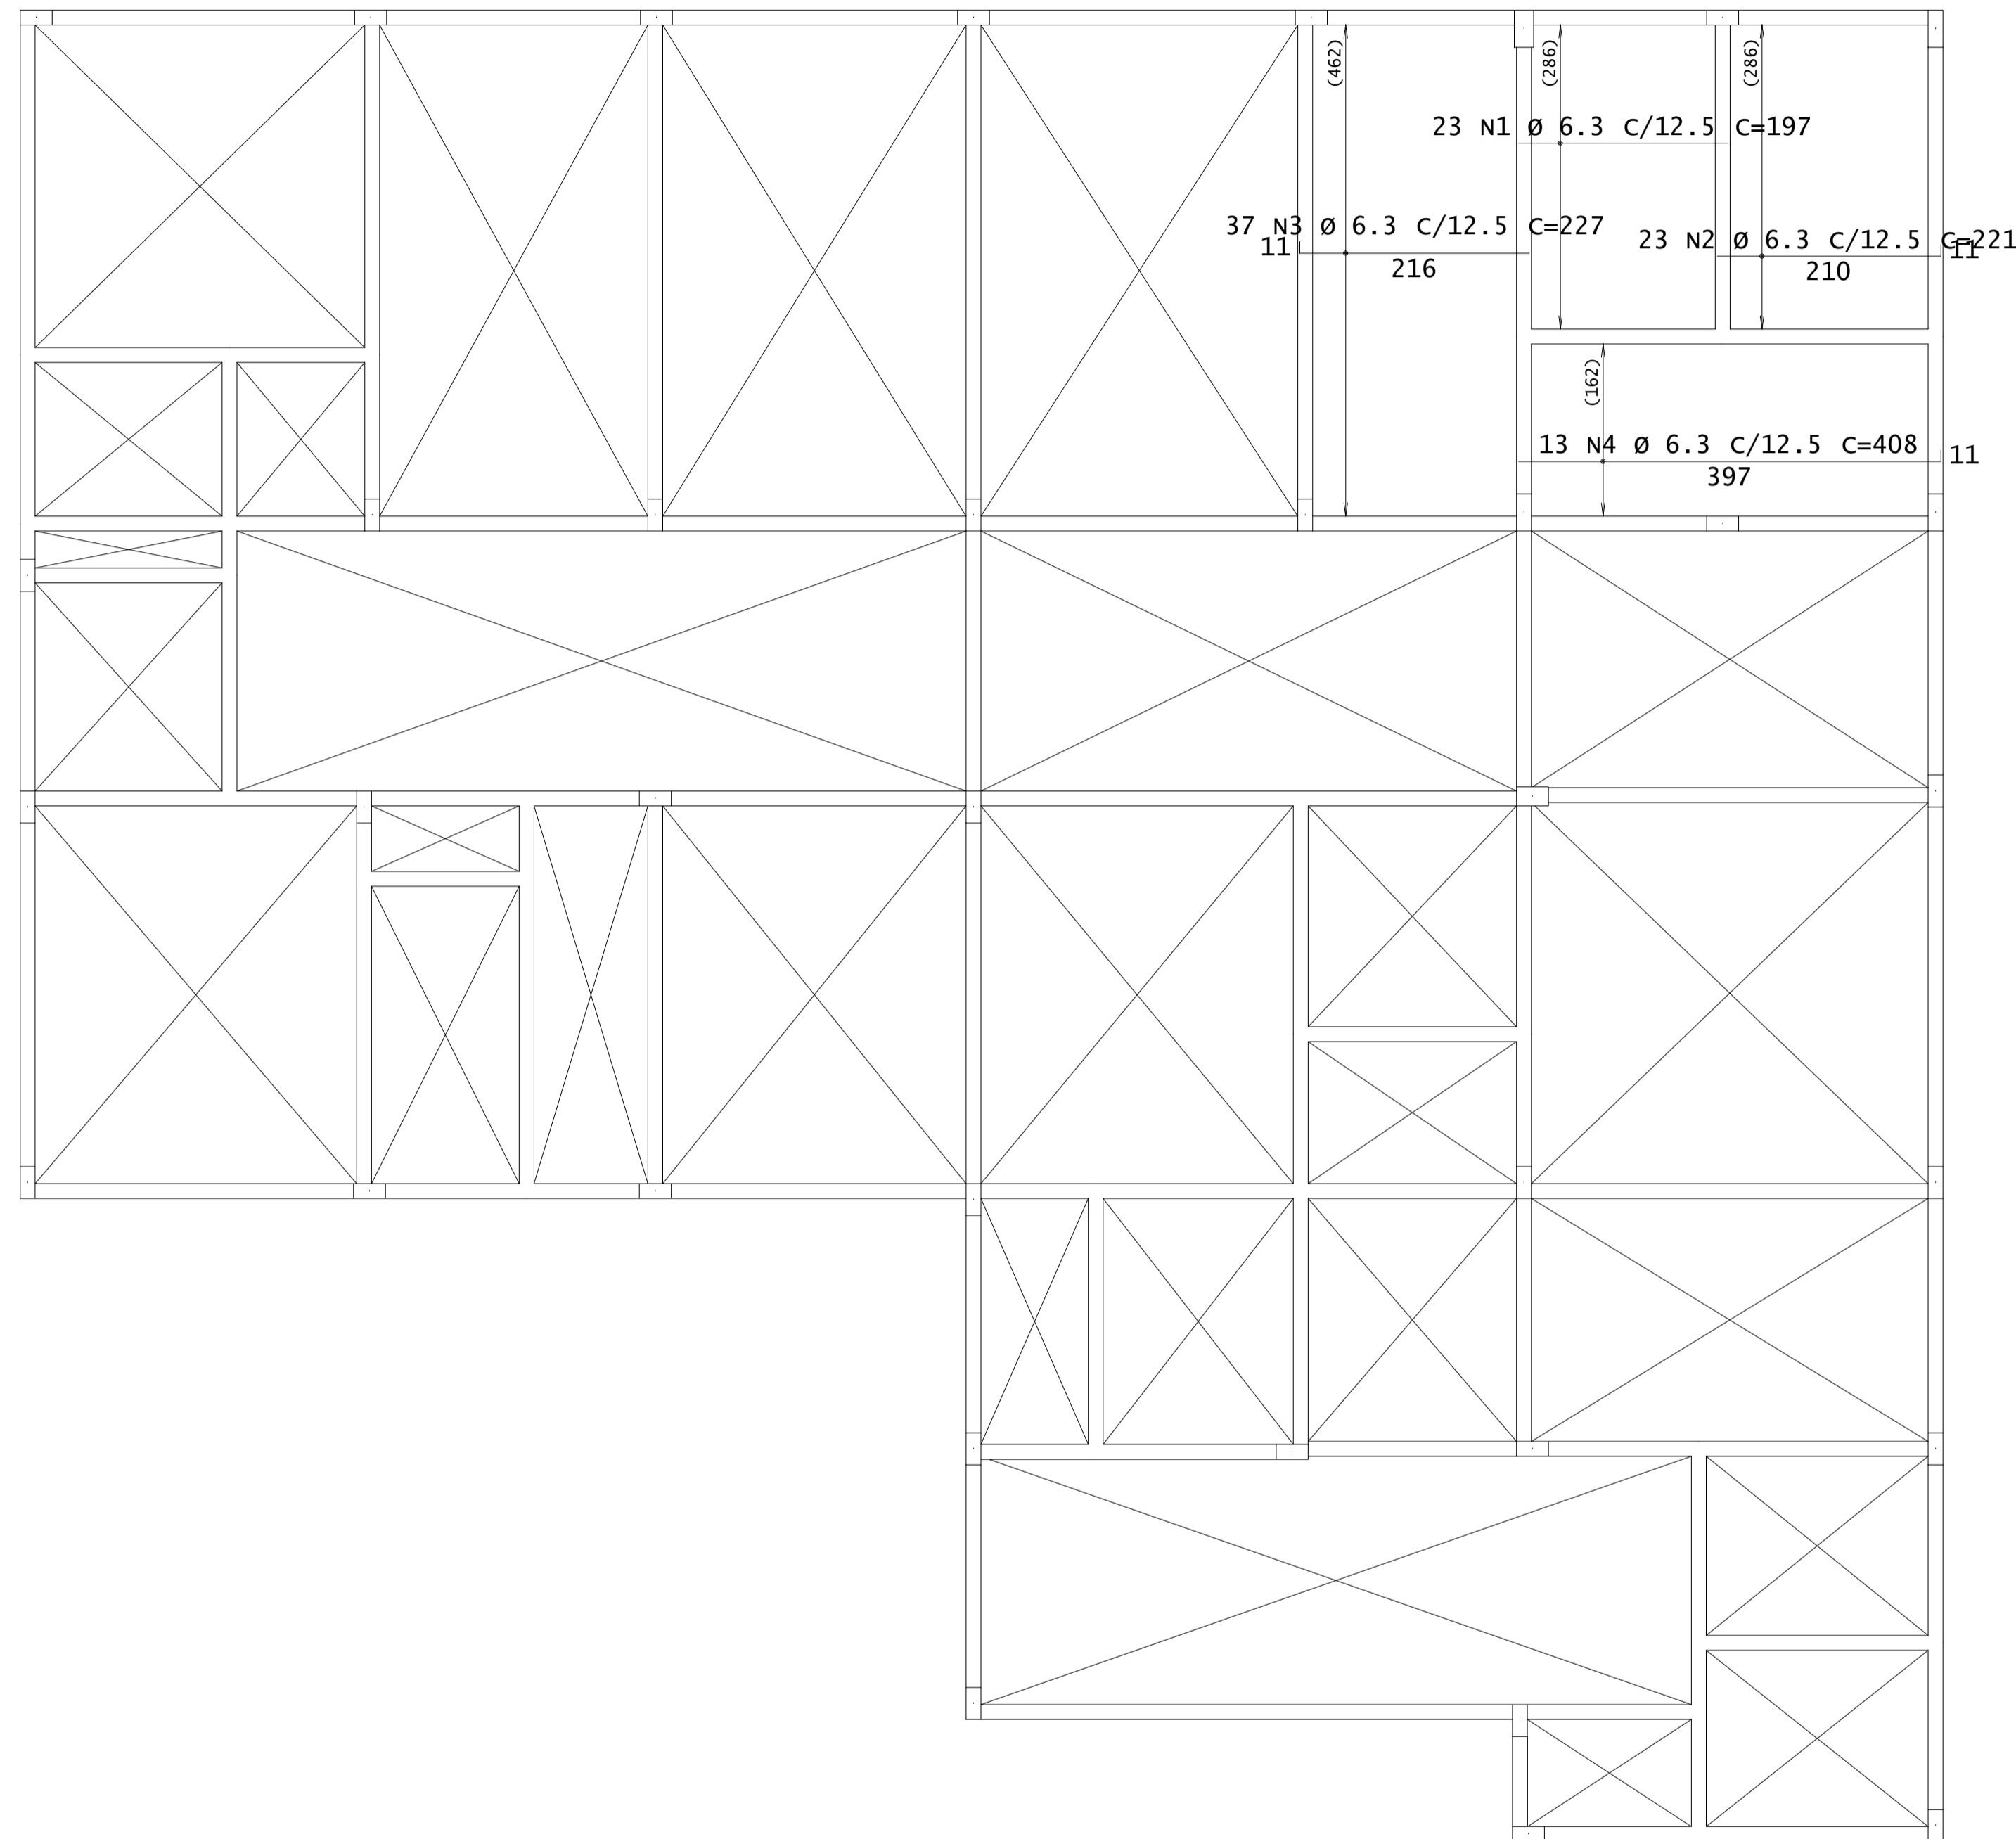 (462)
(286)
(286)
23 N1 Ø 6.3 C/12.5 C=197
37 N3 Ø 6.3 C/12.5 C=227
11
216
23 N2 Ø 6.3 C/12.5 C=221
11
210
(162)
13 N4 Ø 6.3 C/12.5 C=408
11
397